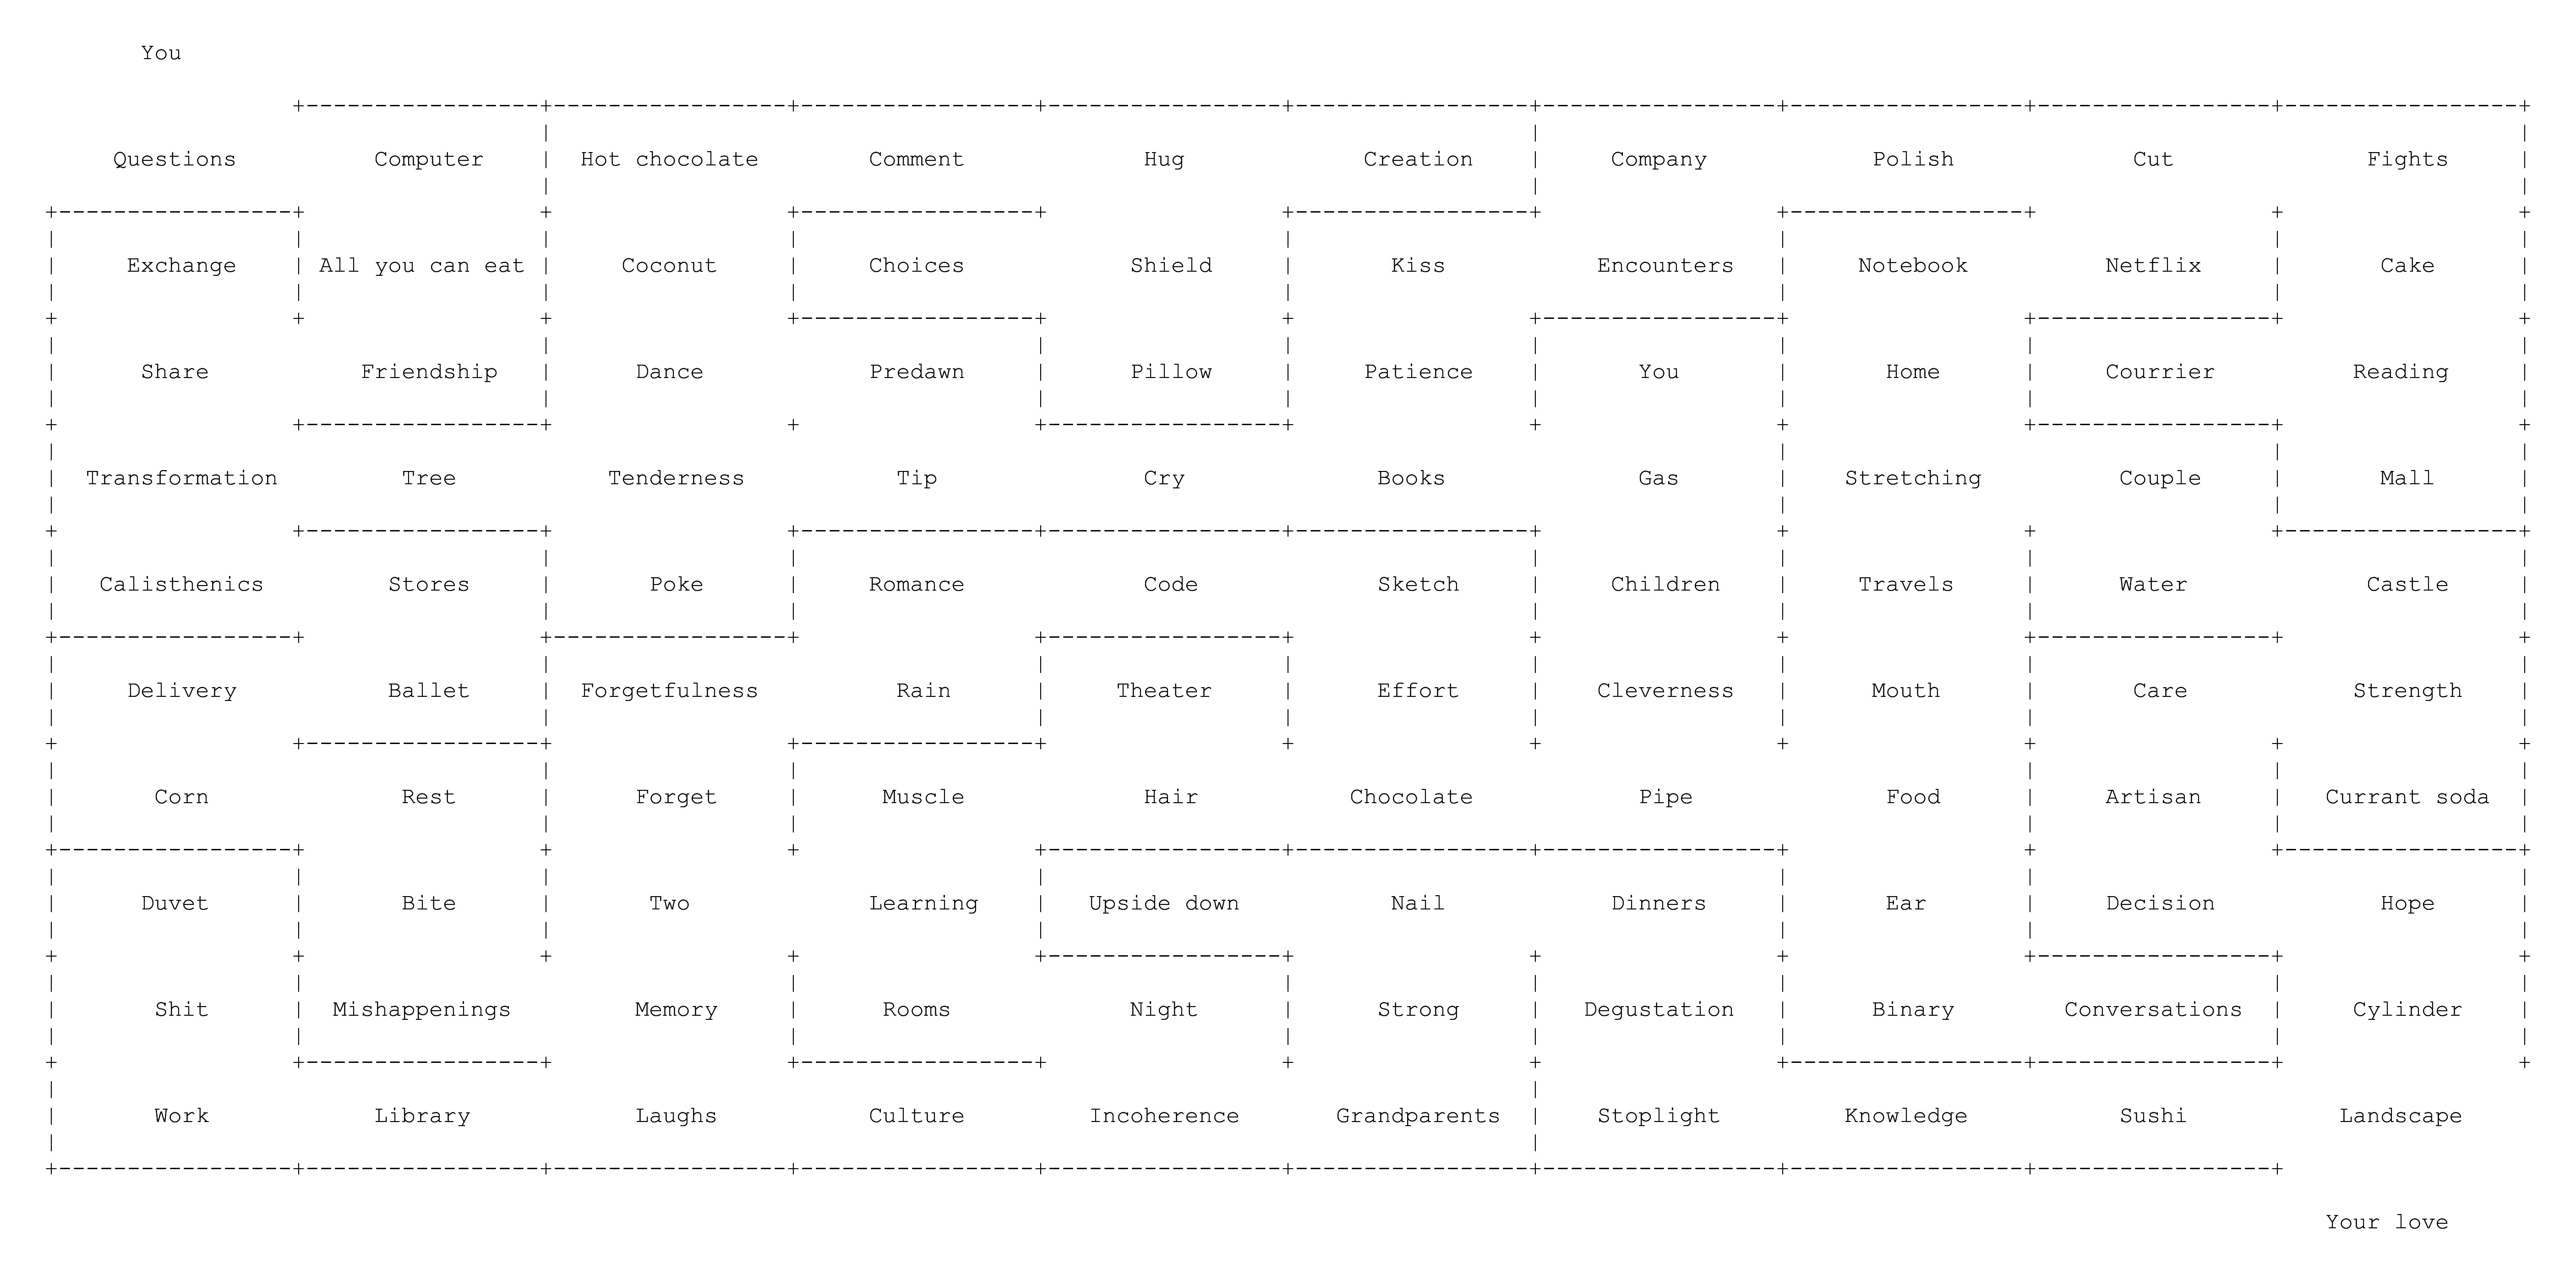 You
Questions Computer Hot chocolate Comment Hug Creation Company Polish Cut Fights
Exchange All you can eat Coconut Choices Shield Kiss Encounters Notebook Netflix Cake
Share Friendship Dance Predawn Pillow Patience You Home Courrier Reading
Transformation Tree Tenderness Tip Cry Books Gas Stretching Couple Mall
Calisthenics Stores Poke Romance Code Sketch Children Travels Water Castle
Delivery Ballet Forgetfulness Rain Theater Effort Cleverness Mouth Care Strength
Corn Rest Forget Muscle Hair Chocolate Pipe Food Artisan Currant soda
Duvet Bite Two Learning Upside down Nail Dinners Ear Decision Hope
Shit Mishappenings Memory Rooms Night Strong Degustation Binary Conversations Cylinder
Work Library Laughs Culture Incoherence Grandparents Stoplight Knowledge Sushi Landscape
Your love